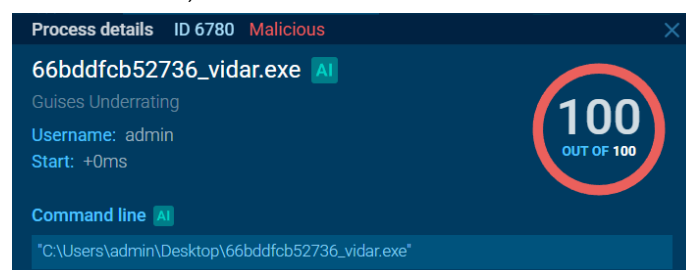 Process details ID 6780 Malicious
66bddfcb52736_vidar.exe AI
Guises Underrating
Username: admin
Start: +0ms
100
OUT OF 100
Command line AI
"C:\Users\admin\Desktop\66bddfcb52736_vidar.exe"